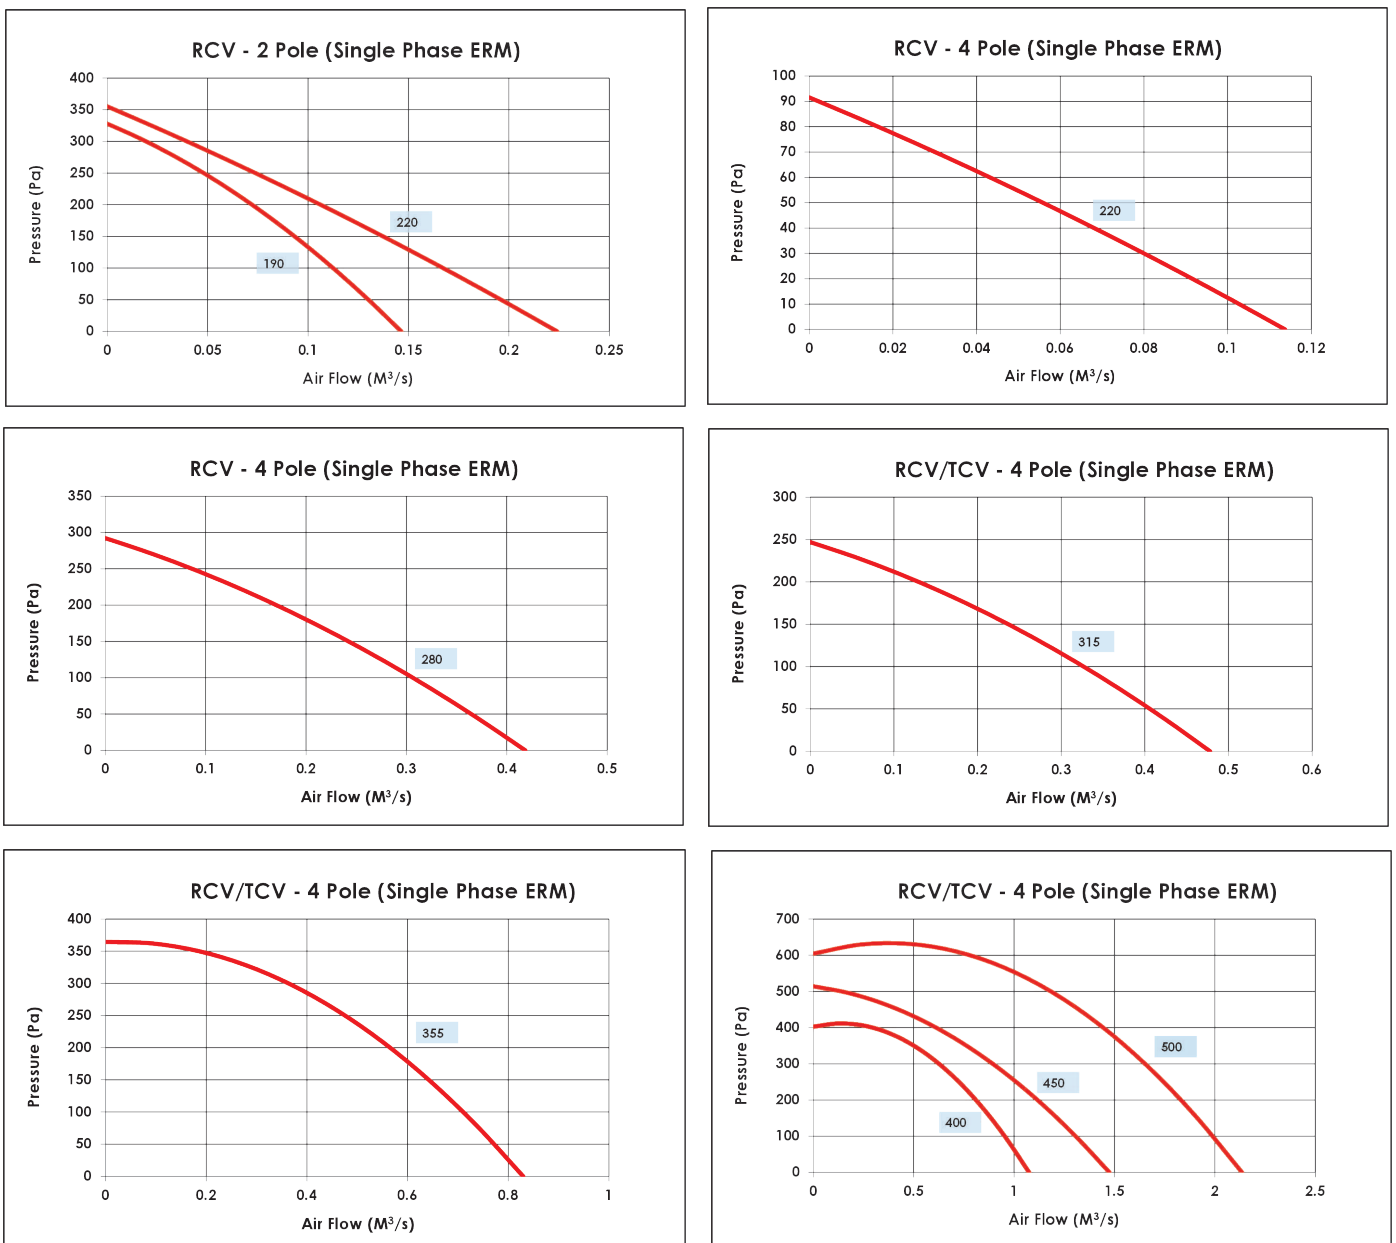 RCV - 2 Pole (Single Phase ERM)
400
350
300
250
200
150
100
50
0
Pressure (Pa)
220
190
0 0.05 0.1 0.15 0.2 0.25
Air Flow (M³/s)
RCV - 4 Pole (Single Phase ERM)
100
90
80
70
60
50
40
30
20
10
0
Pressure (Pa)
220
0 0.02 0.04 0.06 0.08 0.1 0.12
Air Flow (M³/s)
RCV - 4 Pole (Single Phase ERM)
350
300
250
200
150
100
50
0
Pressure (Pa)
280
0 0.1 0.2 0.3 0.4 0.5
Air Flow (M³/s)
RCV/TCV - 4 Pole (Single Phase ERM)
300
250
200
150
100
50
0
Pressure (Pa)
315
0 0.1 0.2 0.3 0.4 0.5 0.6
Air Flow (M³/s)
RCV/TCV - 4 Pole (Single Phase ERM)
400
350
300
250
200
150
100
50
0
Pressure (Pa)
355
0 0.2 0.4 0.6 0.8 1
Air Flow (M³/s)
RCV/TCV - 4 Pole (Single Phase ERM)
700
600
500
400
300
200
100
0
Pressure (Pa)
500
450
400
0 0.5 1 1.5 2 2.5
Air Flow (M³/s)